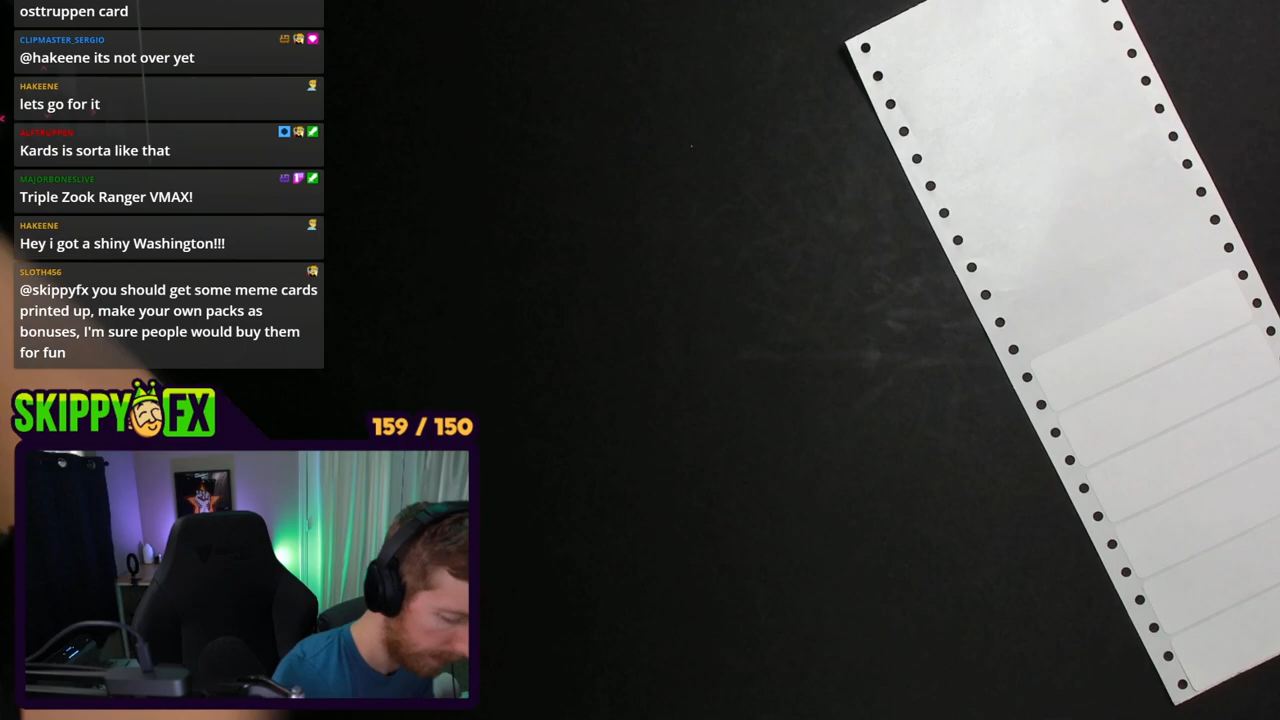 osttruppen card
CLIPMASTER_SERGIO
@hakeene its not over yet
HAKEENE
lets go for it
ALFTRUPPEN
Kards is sorta like that
MAJORBONESLIVE
Triple Zook Ranger VMAX!
HAKEENE
Hey i got a shiny Washington!!!
SLOTH456
@skippyfx you should get some meme cards
printed up, make your own packs as
bonuses, I'm sure people would buy them
for fun
SKIPPY FX
159 / 150